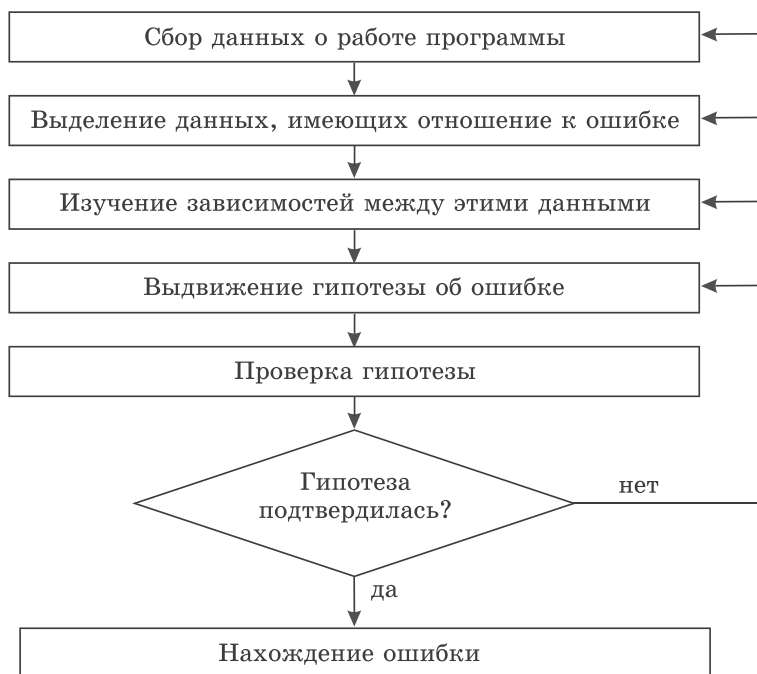 Сбор данных о работе программы
Выделение данных, имеющих отношение к ошибке
Изучение зависимостей между этими данными
Выдвижение гипотезы об ошибке
Проверка гипотезы
Гипотеза
подтвердилась?
нет
да
Нахождение ошибки